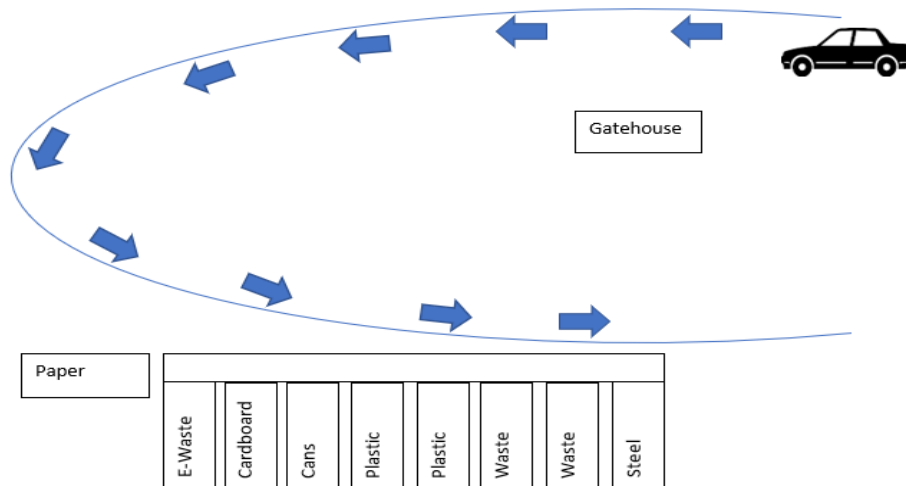 Gatehouse
Paper
E-Waste
Cardboard
Cans
Plastic
Plastic
Waste
Waste
Steel